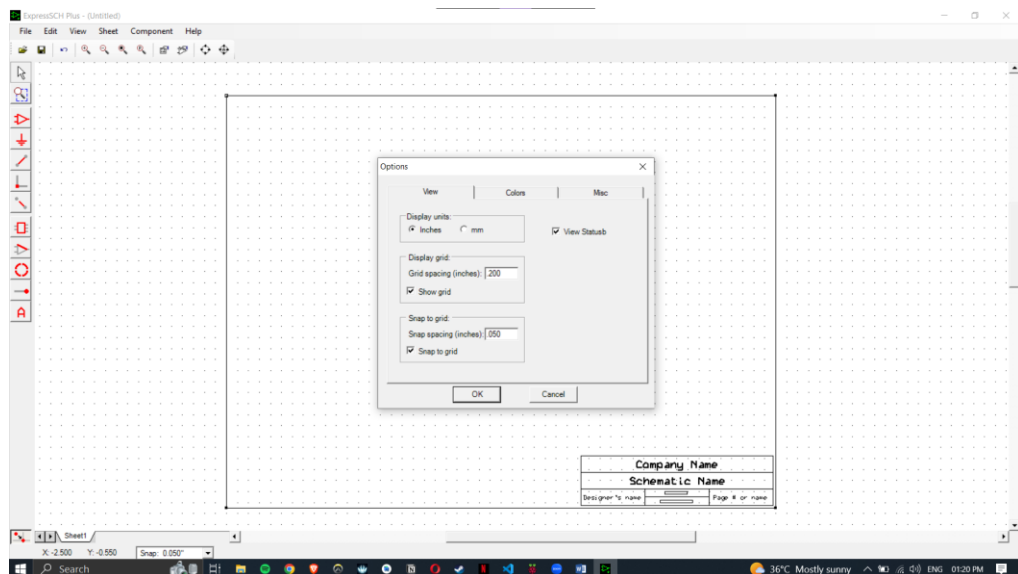 ExpressSCH Plus - (Untitled)
File Edit View Sheet Component Help
Options
View Colors Misc
Display units:
Inches mm
View Statusb
Display grid:
Grid spacing (inches): .200
Show grid
Snap to grid:
Snap spacing (inches): .050
Snap to grid
OK Cancel
Company Name
Schematic Name
Designer's name Page # or name
Sheet1
X: -2.500 Y: -0.550 Snap: 0.050"
Search 36°C Mostly sunny ENG 01:20 PM